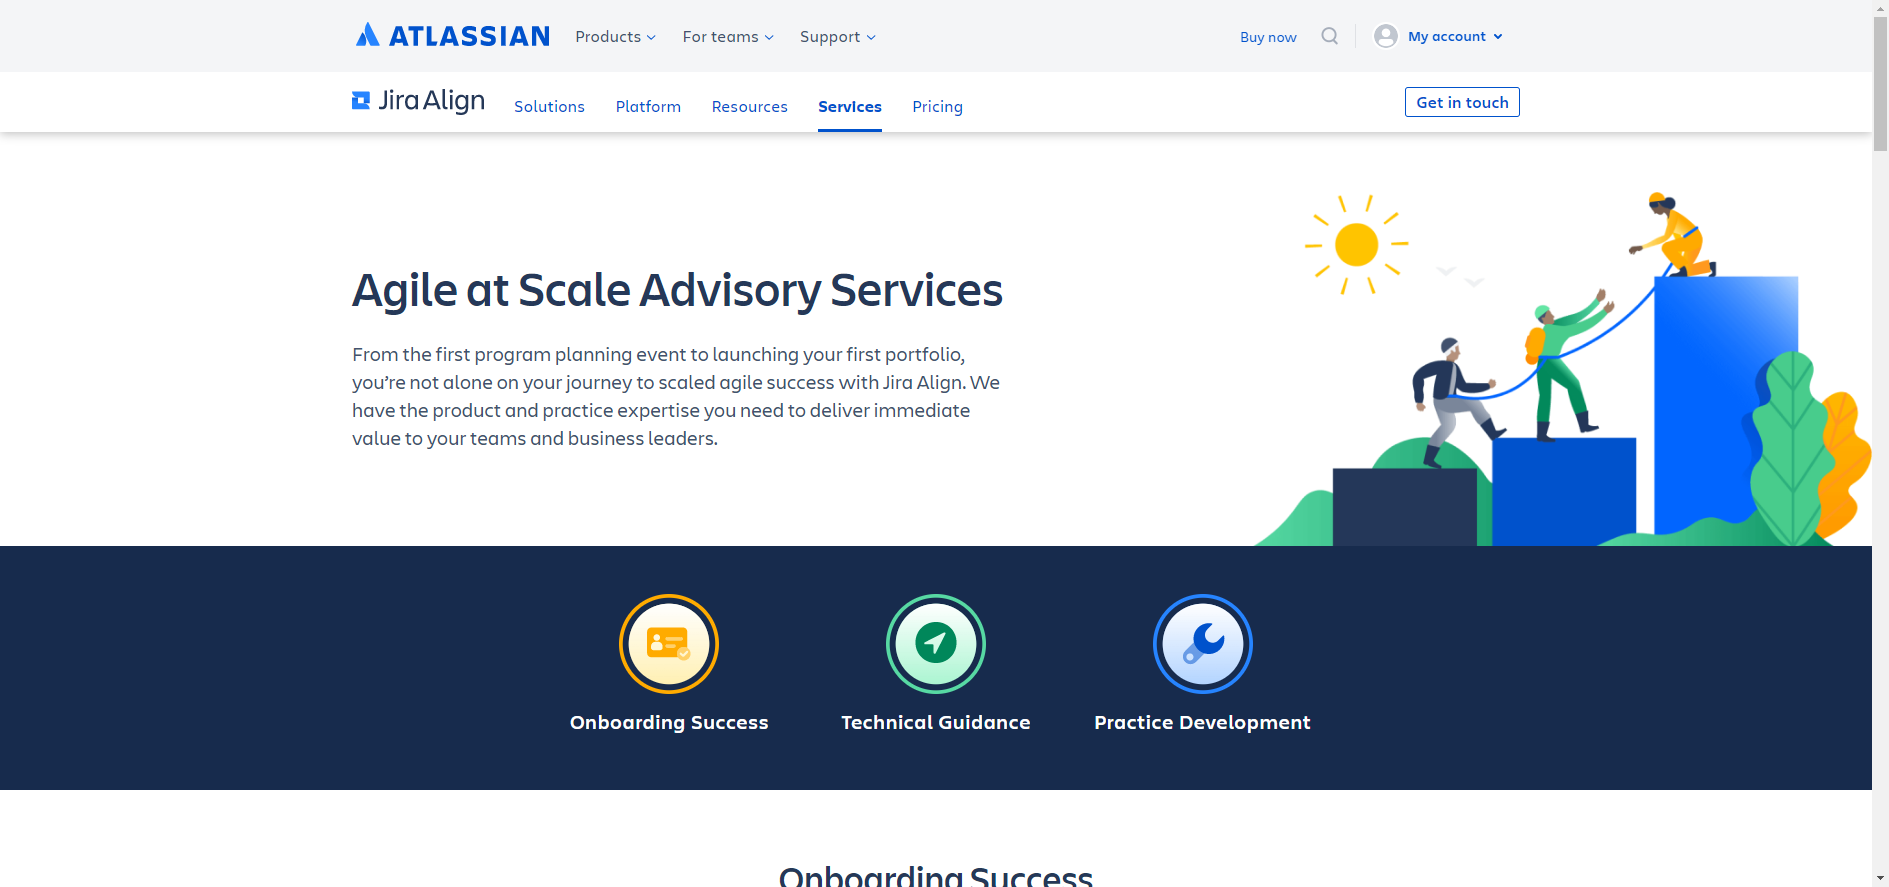 ATLASSIAN Products For teams Support Buy now My account
Jira Align Solutions Platform Resources Services Pricing Get in touch
Agile at Scale Advisory Services
From the first program planning event to launching your first portfolio,
you’re not alone on your journey to scaled agile success with Jira Align. We
have the product and practice expertise you need to deliver immediate
value to your teams and business leaders.
Onboarding Success Technical Guidance Practice Development
Onboarding Success